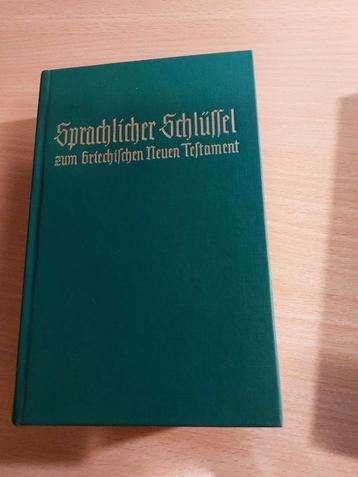 Sprachlicher Schlüssel
zum Griechischen Neuen Testament